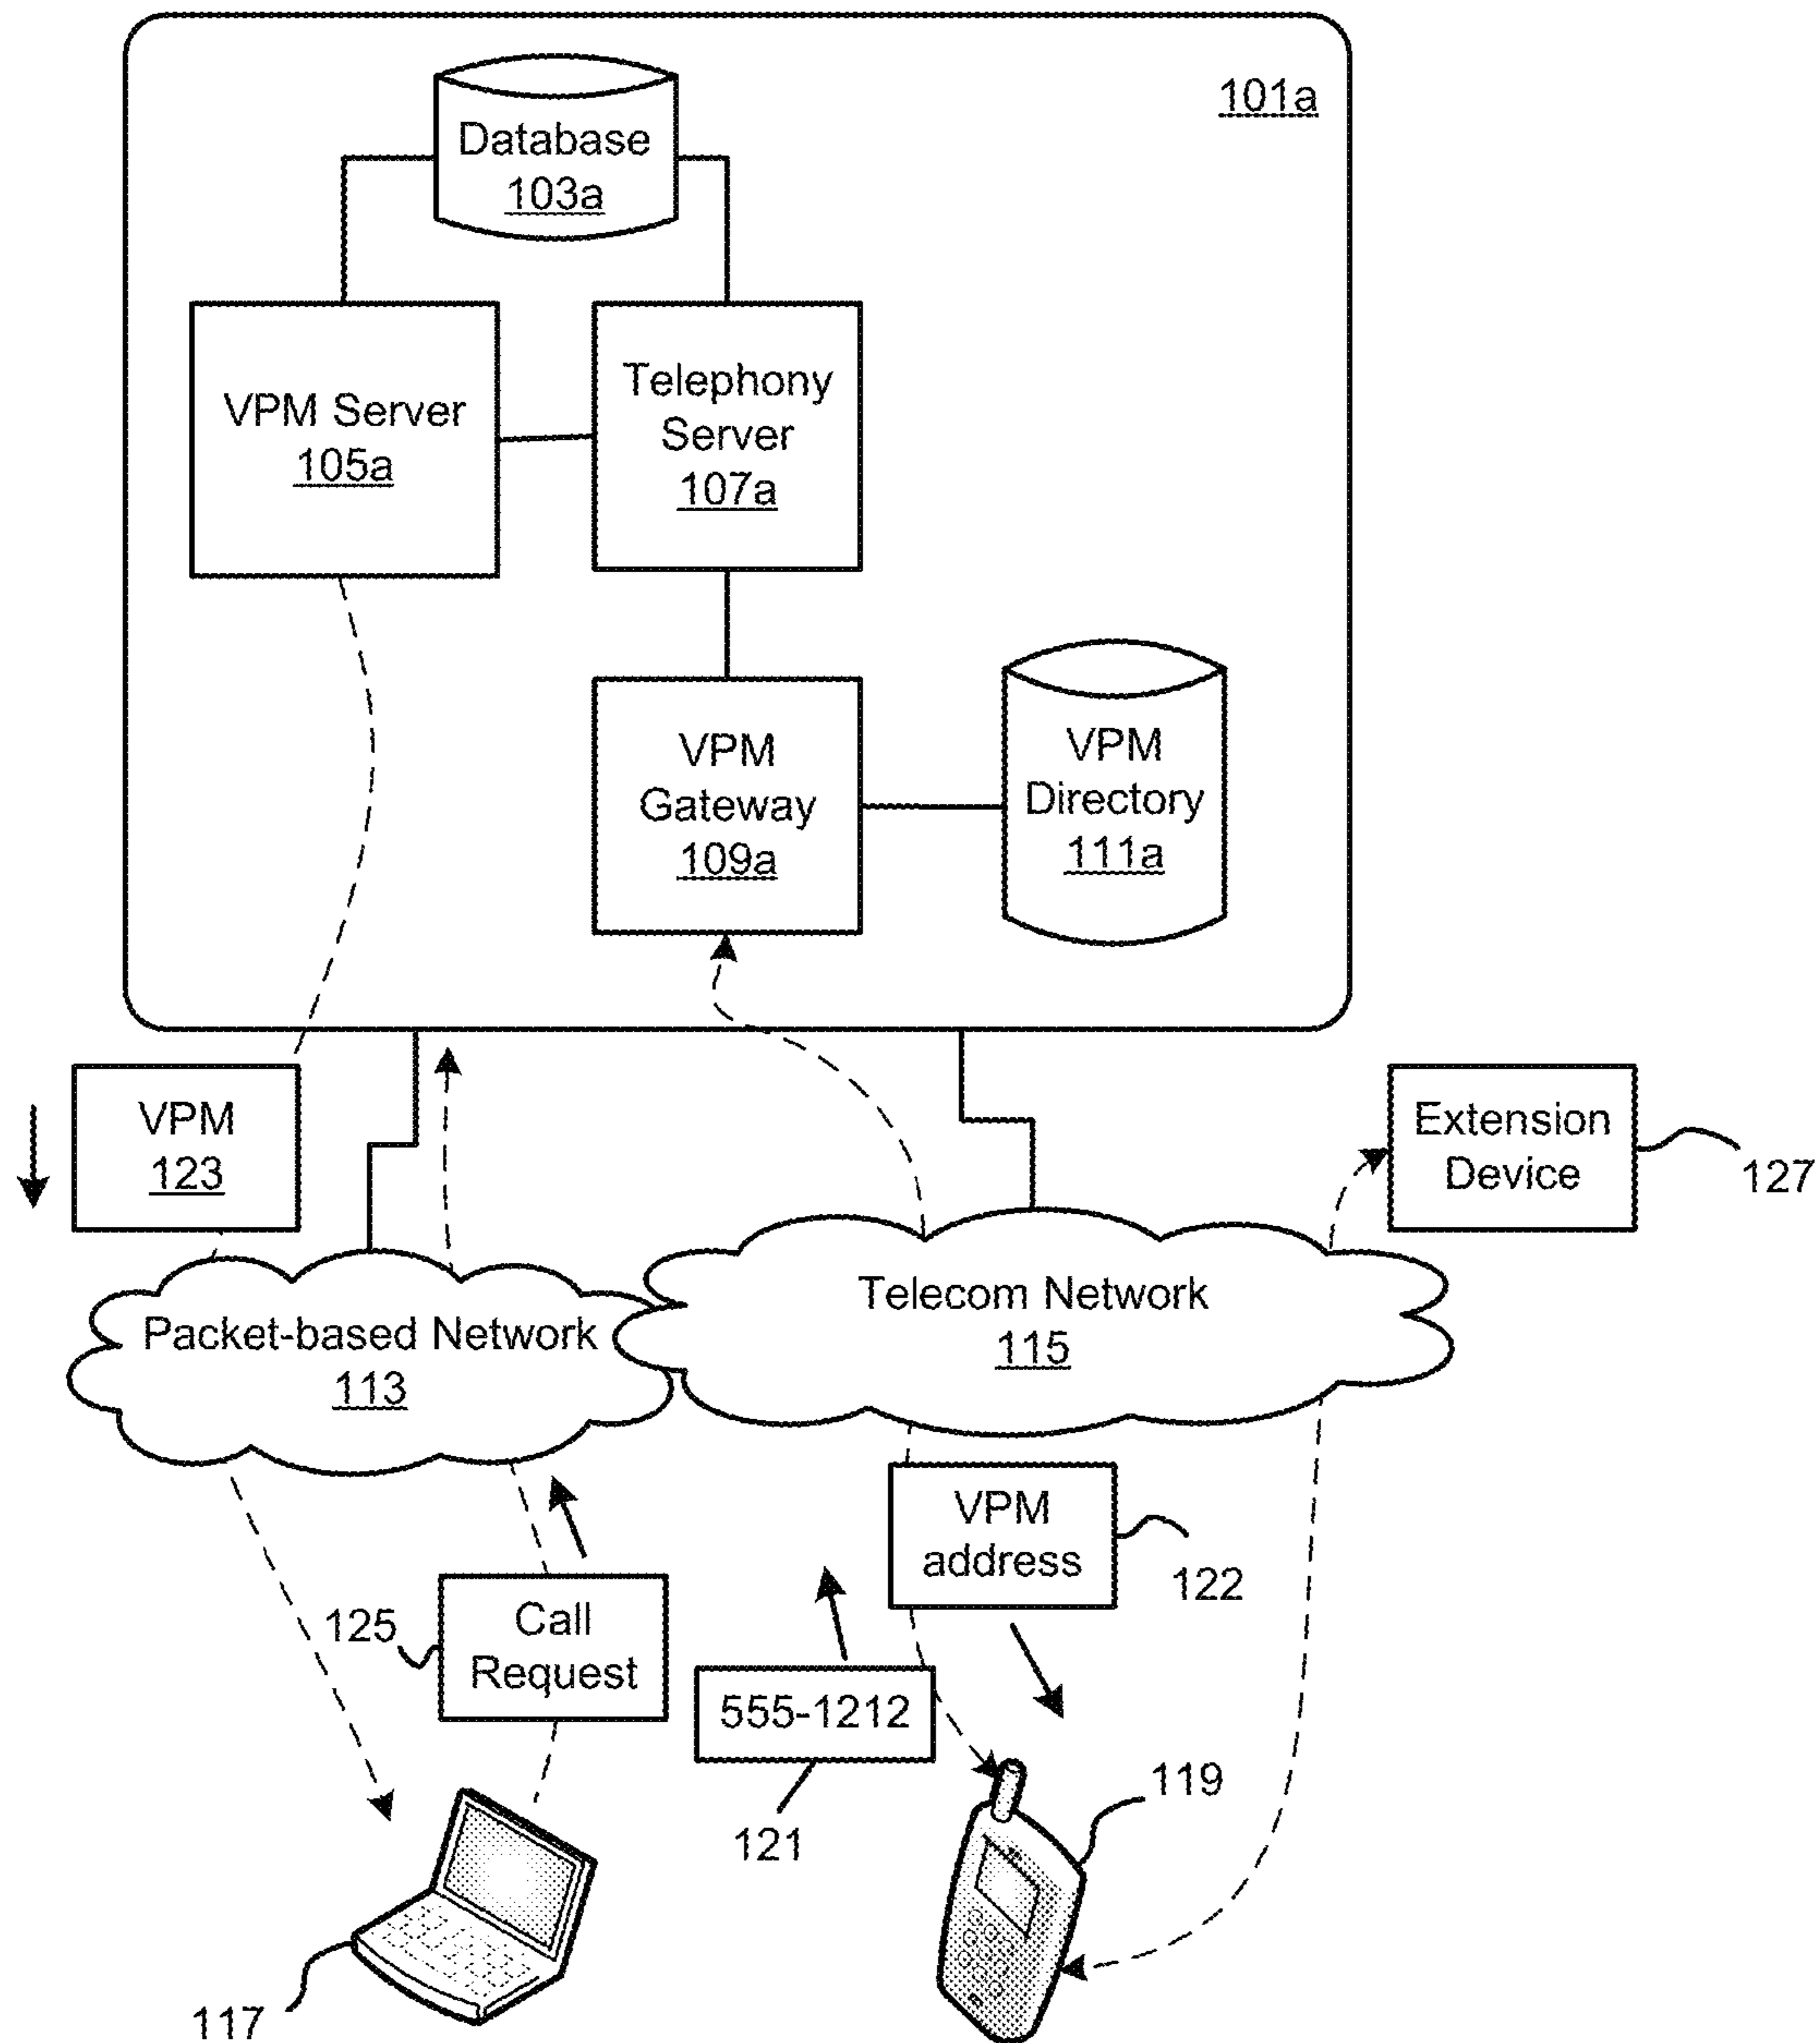 101a
Database
103a
VPM Server
105a
Telephony
Server
107a
VPM
Gateway
109a
VPM
Directory
111a
VPM
123
Extension
Device
127
Telecom Network
115
Packet-based Network
113
VPM
address
122
125
Call
Request
555-1212
121
119
117